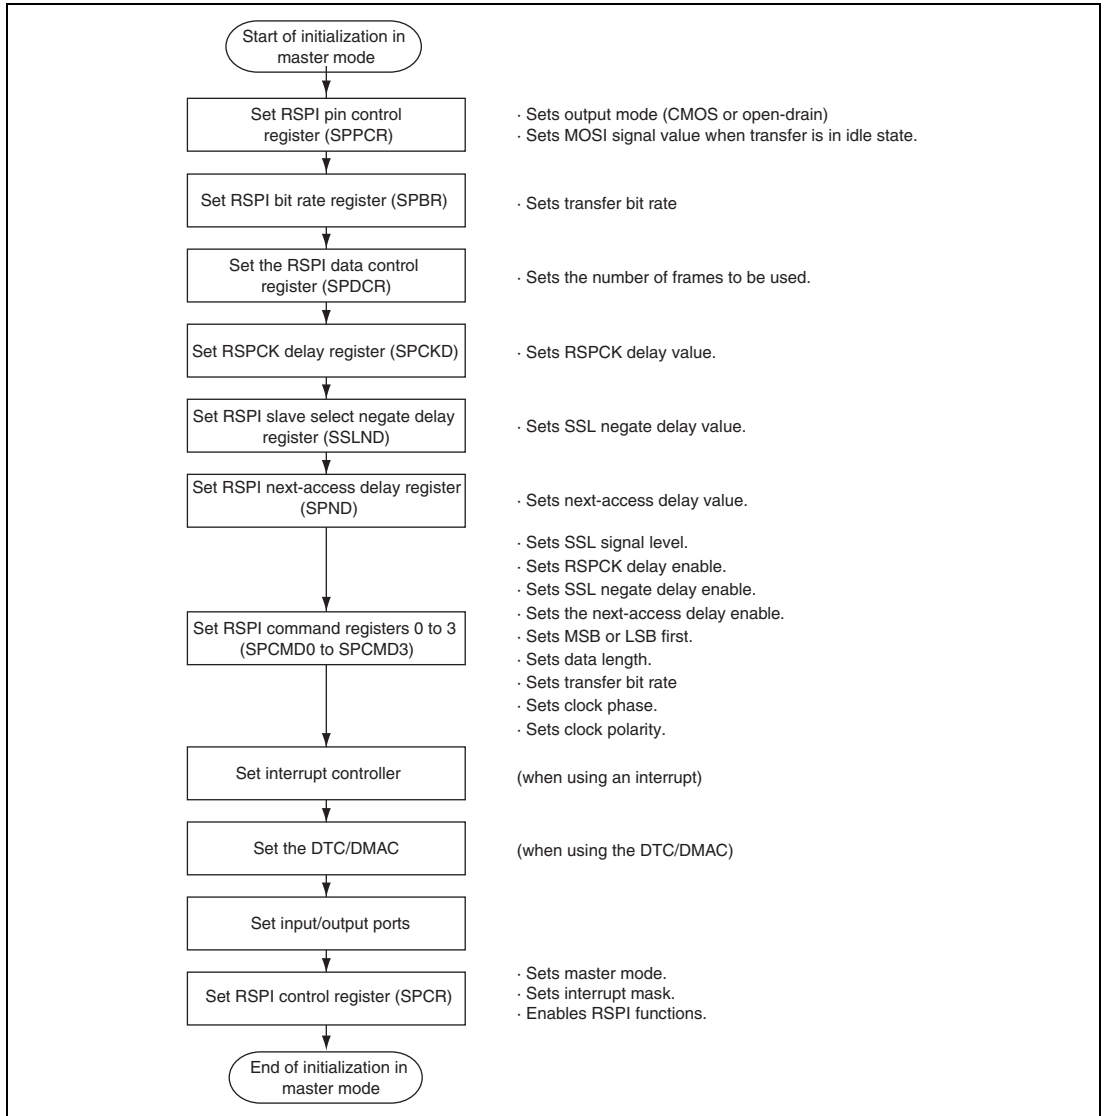 Start of initialization in
master mode
Set RSPI pin control
register (SPPCR)
· Sets output mode (CMOS or open-drain)
· Sets MOSI signal value when transfer is in idle state.
Set RSPI bit rate register (SPBR)
· Sets transfer bit rate
Set the RSPI data control
register (SPDCR)
· Sets the number of frames to be used.
Set RSPCK delay register (SPCKD)
· Sets RSPCK delay value.
Set RSPI slave select negate delay
register (SSLND)
· Sets SSL negate delay value.
Set RSPI next-access delay register
(SPND)
· Sets next-access delay value.
Set RSPI command registers 0 to 3
(SPCMD0 to SPCMD3)
· Sets SSL signal level.
· Sets RSPCK delay enable.
· Sets SSL negate delay enable.
· Sets the next-access delay enable.
· Sets MSB or LSB first.
· Sets data length.
· Sets transfer bit rate
· Sets clock phase.
· Sets clock polarity.
Set interrupt controller
(when using an interrupt)
Set the DTC/DMAC
(when using the DTC/DMAC)
Set input/output ports
Set RSPI control register (SPCR)
· Sets master mode.
· Sets interrupt mask.
· Enables RSPI functions.
End of initialization in
master mode